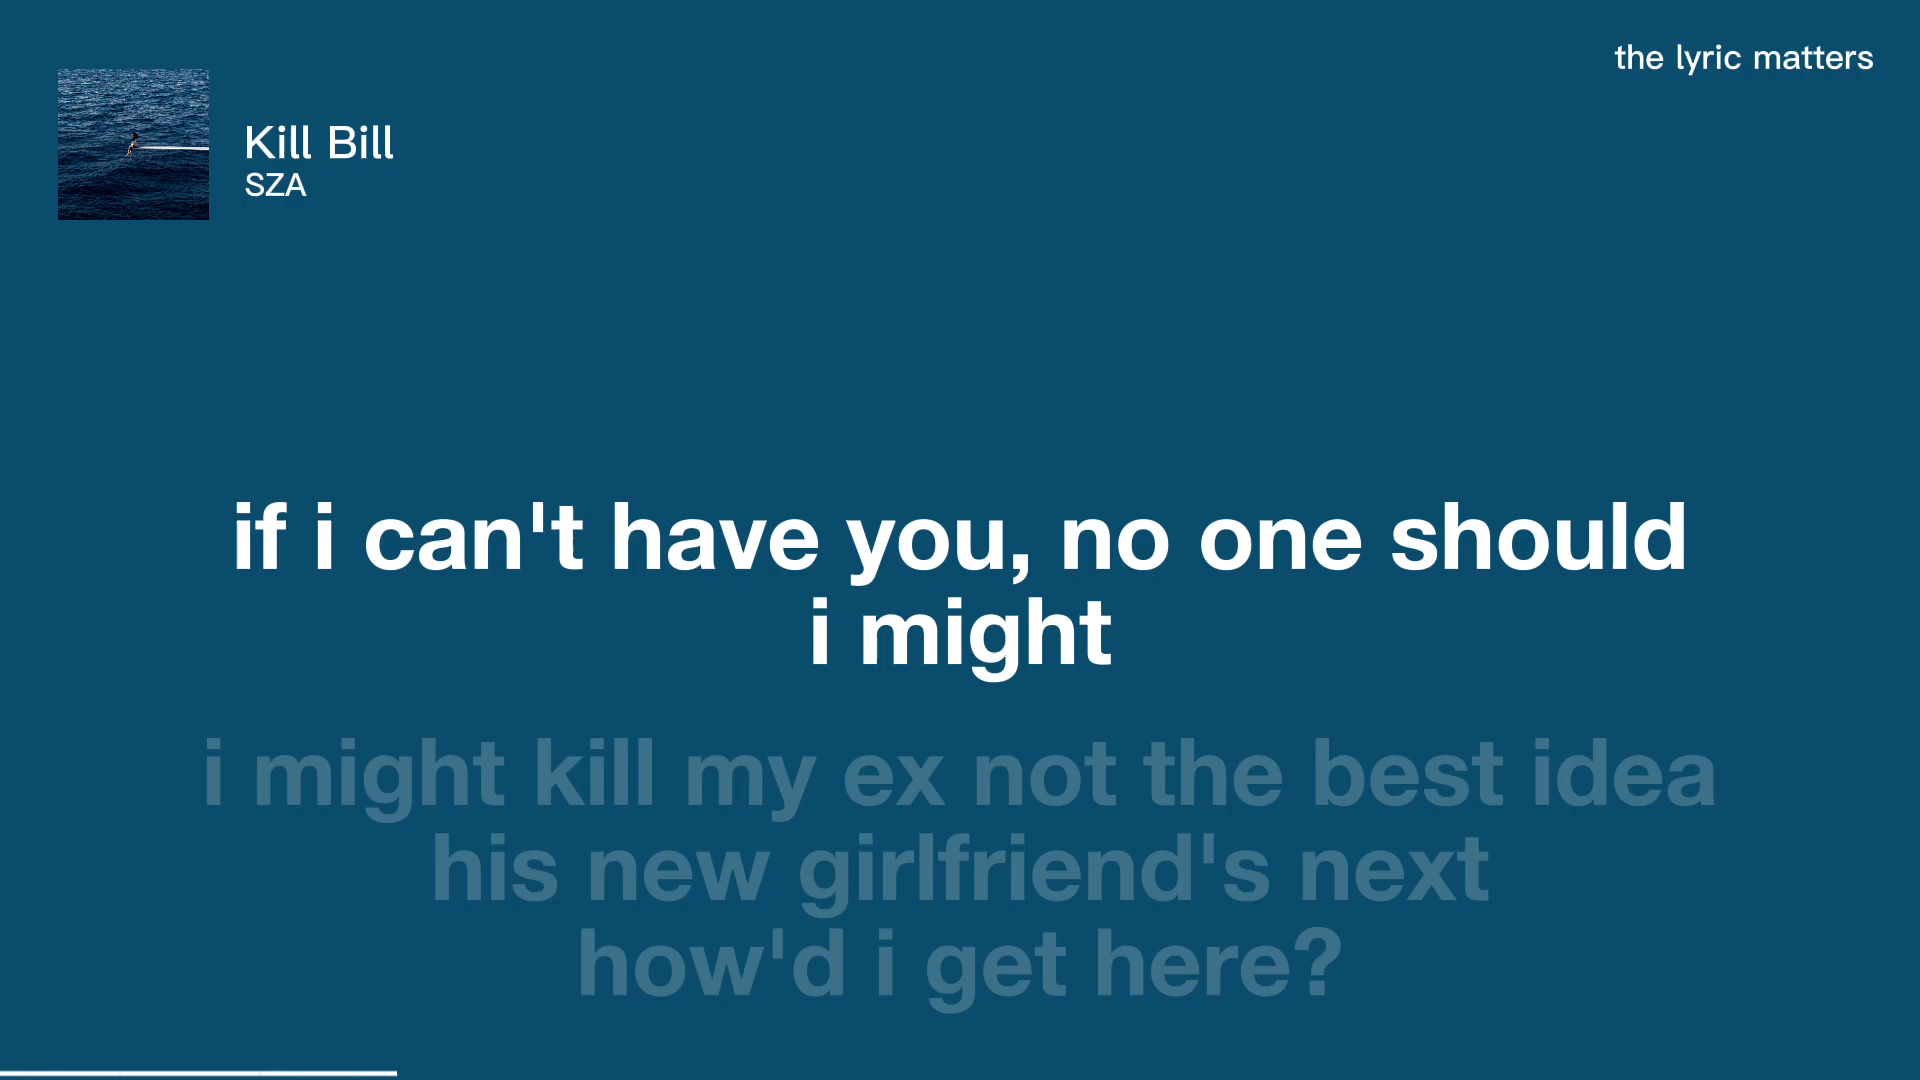 the lyric matters
Kill Bill
SZA
if i can't have you, no one should
i might
i might kill my ex not the best idea
his new girlfriend's next
how'd i get here?